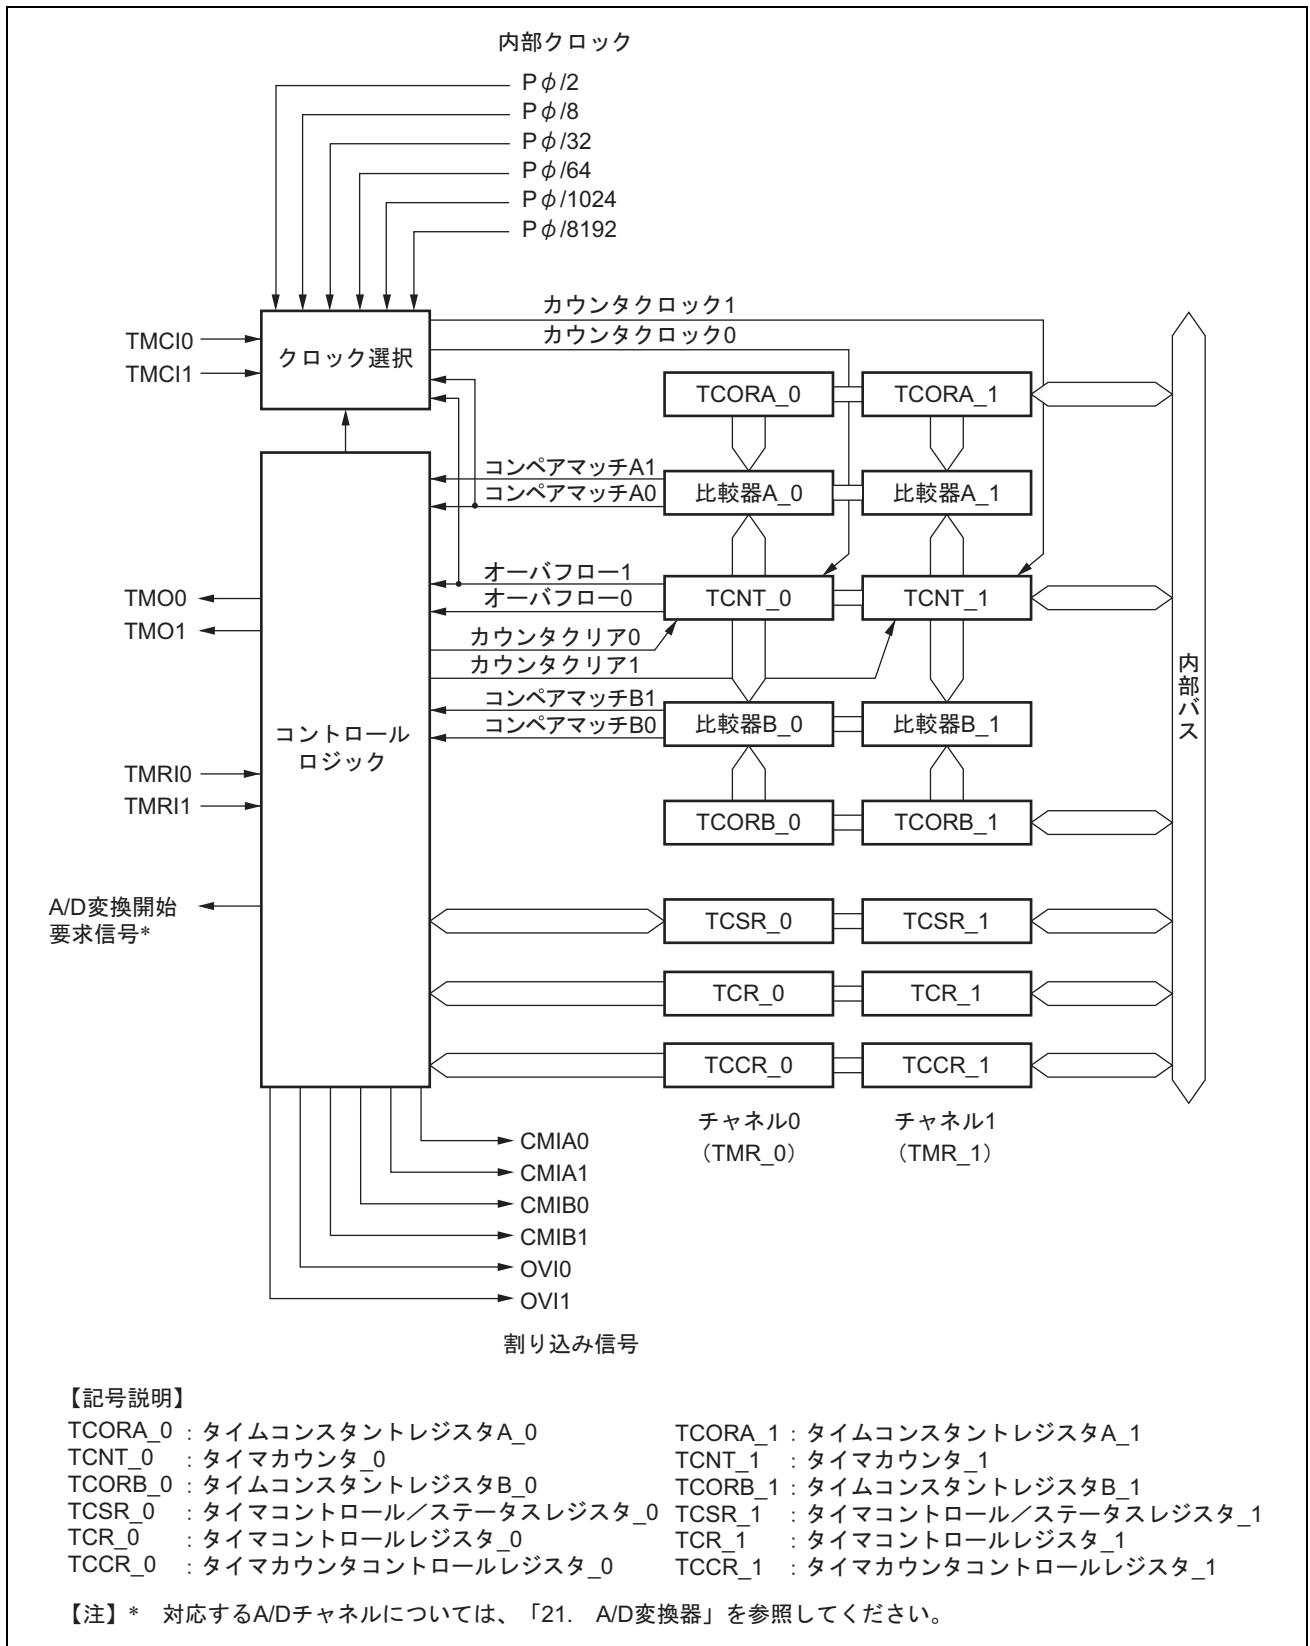 内部クロック
Pφ/2
Pφ/8
Pφ/32
Pφ/64
Pφ/1024
Pφ/8192
カウンタクロック1
カウンタクロック0
TMCI0
TMCI1
クロック選択
TCORA_0
TCORA_1
コンペアマッチA1
コンペアマッチA0
比較器A_0
比較器A_1
オーバフロー1
オーバフロー0
TCNT_0
TCNT_1
TMO0
TMO1
カウンタクリア0
カウンタクリア1
内部バス
コンペアマッチB1
コンペアマッチB0
比較器B_0
比較器B_1
コントロール
ロジック
TMRI0
TMRI1
TCORB_0
TCORB_1
A/D変換開始
要求信号*
TCSR_0
TCSR_1
TCR_0
TCR_1
TCCR_0
TCCR_1
チャネル0
(TMR_0)
チャネル1
(TMR_1)
CMIA0
CMIA1
CMIB0
CMIB1
OVI0
OVI1
割り込み信号
【記号説明】
TCORA_0 : タイムコンスタントレジスタA_0
TCNT_0 : タイマカウンタ_0
TCORB_0 : タイムコンスタントレジスタB_0
TCSR_0 : タイマコントロール／ステータスレジスタ_0
TCR_0 : タイマコントロールレジスタ_0
TCCR_0 : タイマカウンタコントロールレジスタ_0
TCORA_1 : タイムコンスタントレジスタA_1
TCNT_1 : タイマカウンタ_1
TCORB_1 : タイムコンスタントレジスタB_1
TCSR_1 : タイマコントロール／ステータスレジスタ_1
TCR_1 : タイマコントロールレジスタ_1
TCCR_1 : タイマカウンタコントロールレジスタ_1
【注】* 対応するA/Dチャネルについては、「21. A/D変換器」を参照してください。